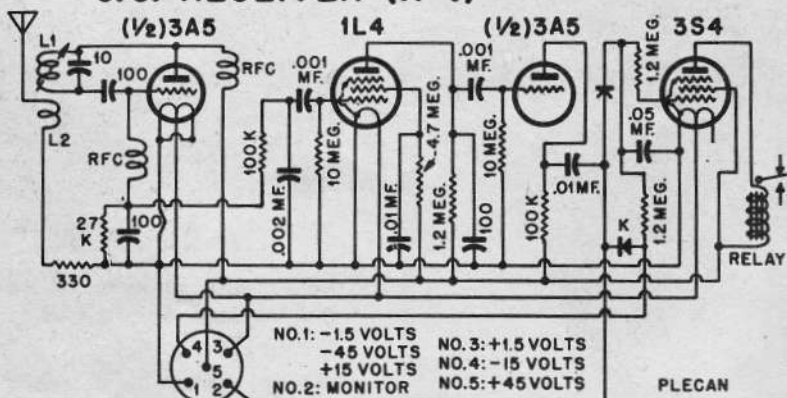 (½)3A5
1L4
(½)3A5
3S4
L1
10
100
RFC
.001
MF.
.001
MF.
1.2 MEG.
L2
RFC
100K
10 MEG.
4.7 MEG.
10 MEG.
.05
MF.
27
K
100
.002 MF.
.01 MF.
1.2 MEG.
100
100K
.01 MF.
K
1.2 MEG.
330
RELAY
4 3
5
1 2
NO.1: -1.5 VOLTS
-45 VOLTS
+15 VOLTS
NO.2: MONITOR
NO.3: +1.5 VOLTS
NO.4: -15 VOLTS
NO.5: +45 VOLTS
PLECAN